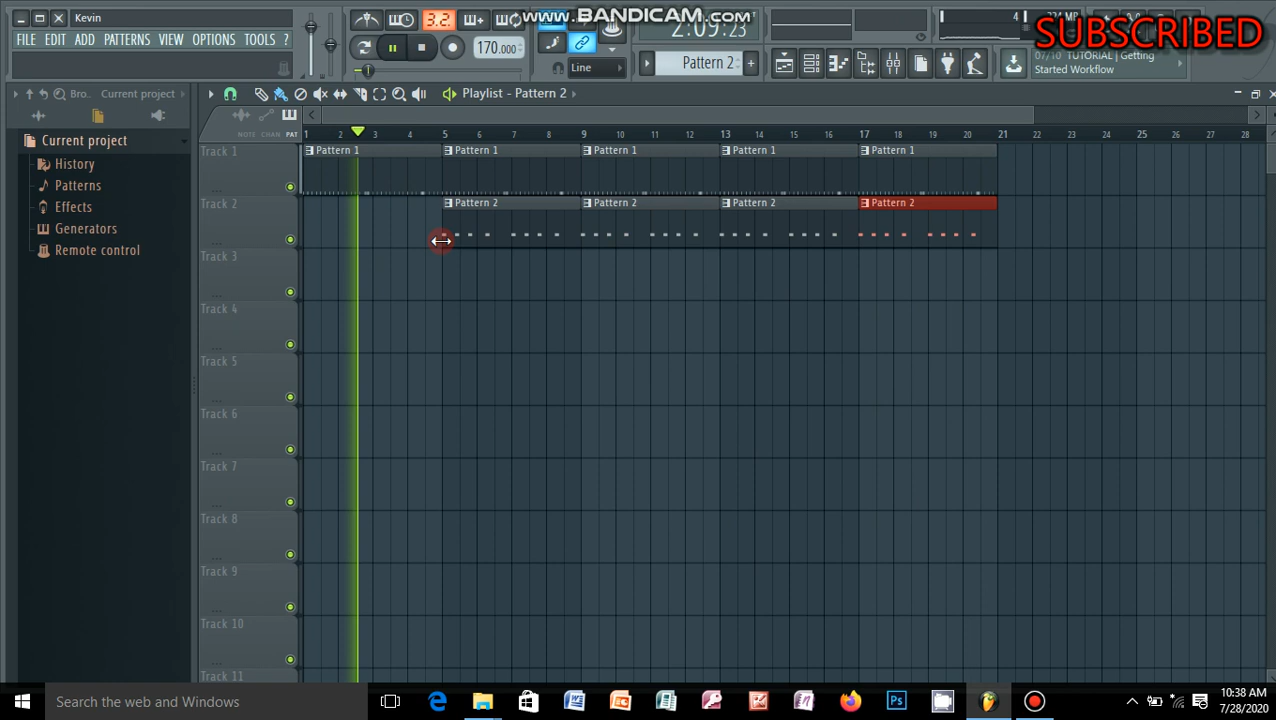 Kevin
FILE EDIT ADD PATTERNS VIEW OPTIONS TOOLS ?
3.2.
170.000
www.BANDICAM.com
2:09:23
Line
Pattern 2
4
SUBSCRIBED
07/10 TUTORIAL | Getting
Started Workflow
Bro.. Current project
Playlist - Pattern 2
NOTE CHAN PAT
1 2 3 4 5 6 7 8 9 10 11 12 13 14 15 16 17 18 19 20 21 22 23 24 25 26 27 28
Current project
History
Patterns
Effects
Generators
Remote control
Track 1
Pattern 1 Pattern 1 Pattern 1 Pattern 1 Pattern 1
Track 2
Pattern 2 Pattern 2 Pattern 2 Pattern 2
Track 3
Track 4
Track 5
Track 6
Track 7
Track 8
Track 9
Track 10
Track 11
Search the web and Windows
10:38 AM
7/28/2020